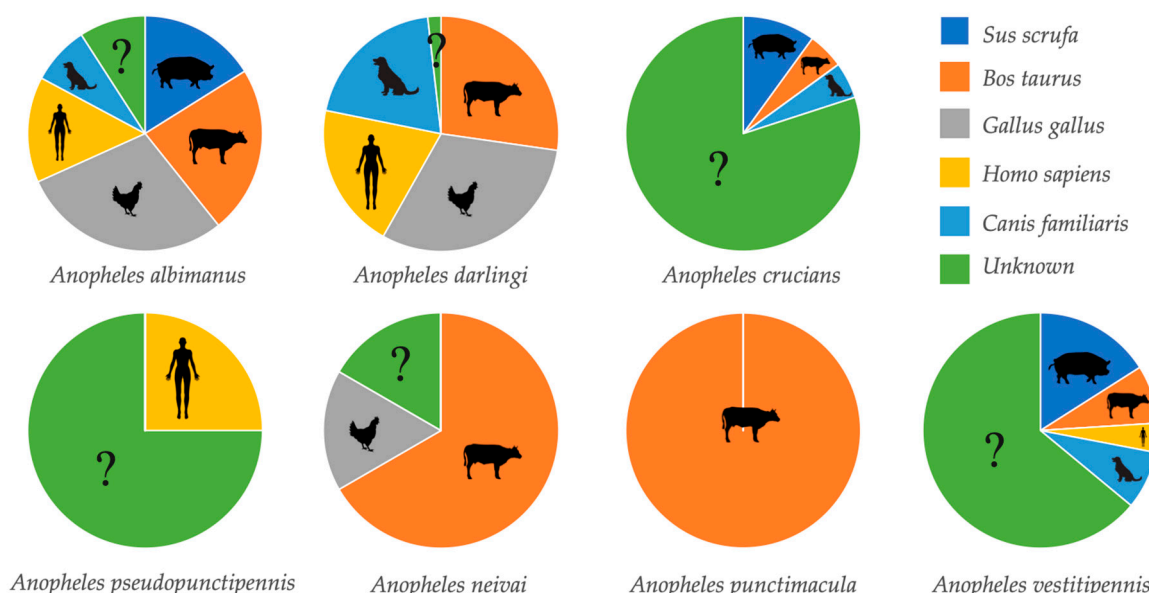 ?
?
?
Sus scrofa
Bos taurus
Gallus gallus
Homo sapiens
Canis familiaris
Unknown
Anopheles albimanus
Anopheles darlingi
Anopheles crucians
?
?
?
Anopheles pseudopunctipennis
Anopheles neivai
Anopheles punctimacula
Anopheles vestitipennis